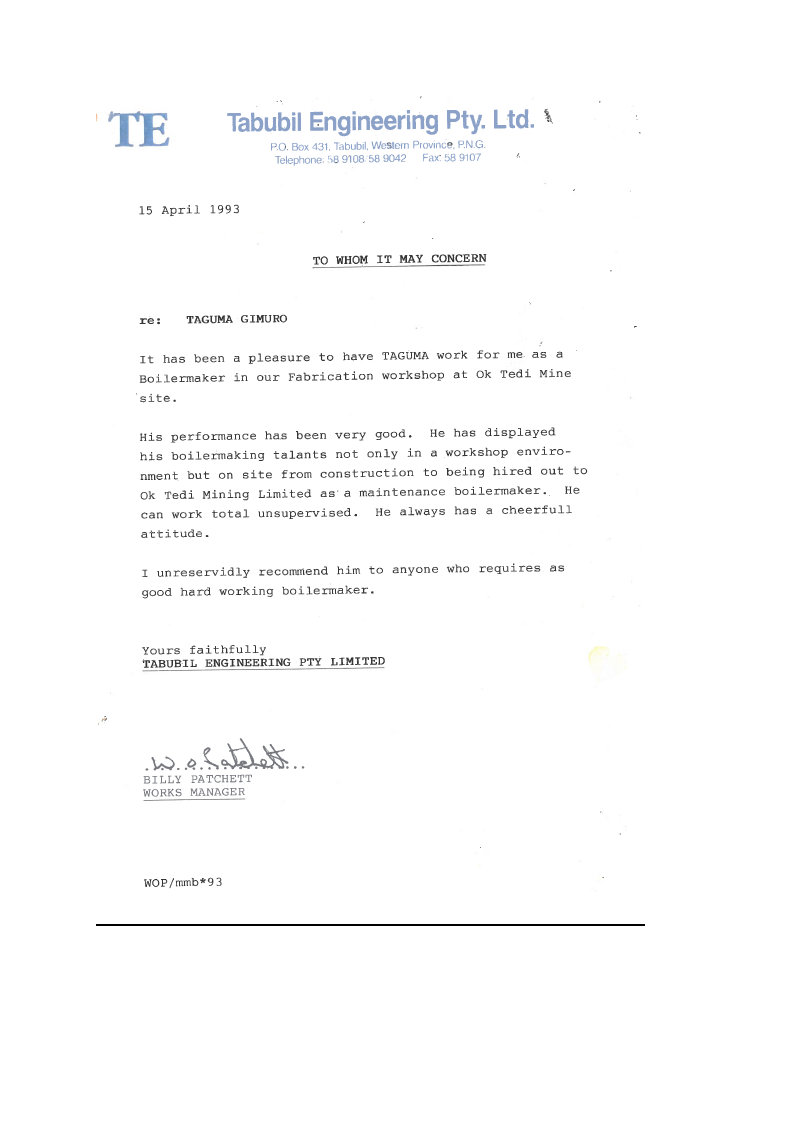 TE
Tabubil Engineering Pty. Ltd.
P.O. Box 431, Tabubil, Western Province, P.N.G.
Telephone: 58 9108 58 9042 Fax: 58 9107
15 April 1993
TO WHOM IT MAY CONCERN
re: TAGUMA GIMURO
It has been a pleasure to have TAGUMA work for me as a
Boilermaker in our Fabrication workshop at Ok Tedi Mine
site.
His performance has been very good. He has displayed
his boilermaking talants not only in a workshop enviro-
nment but on site from construction to being hired out to
Ok Tedi Mining Limited as a maintenance boilermaker. He
can work total unsupervised. He always has a cheerfull
attitude.
I unreservidly recommend him to anyone who requires as
good hard working boilermaker.
Yours faithfully
TABUBIL ENGINEERING PTY LIMITED
W O Patchett
BILLY PATCHETT
WORKS MANAGER
WOP/mmb*93